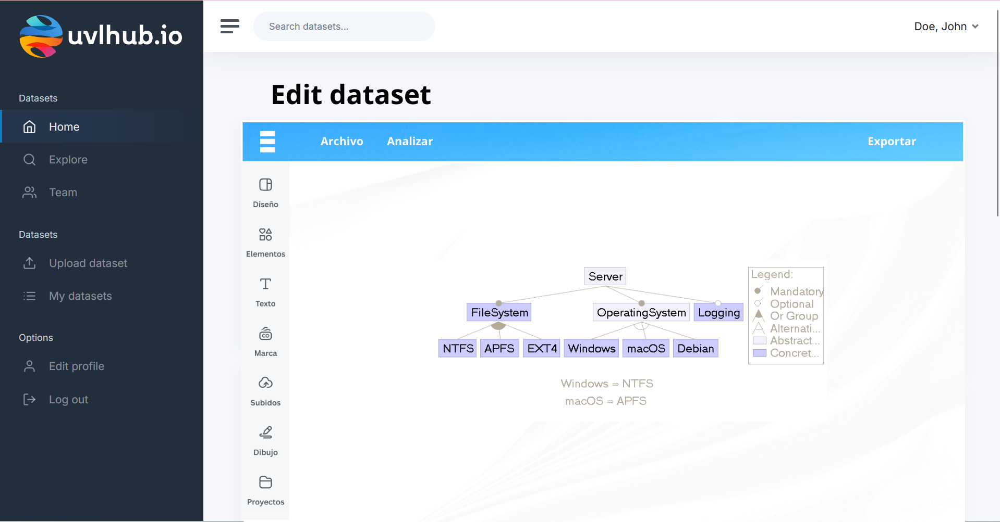 uvlhub.io
Search datasets...
Doe, John
Datasets
Home
Explore
Team
Datasets
Upload dataset
My datasets
Options
Edit profile
Log out
Edit dataset
Archivo Analizar Exportar
Diseño
Elementos
Texto
CO
Marca
Subidos
Dibujo
Proyectos
Server
FileSystem OperatingSystem Logging
NTFS APFS EXT4 Windows macOS Debian
Windows ⇒ NTFS
macOS ⇒ APFS
Legend:
Mandatory
Optional
Or Group
Alternati...
Abstract...
Concret...